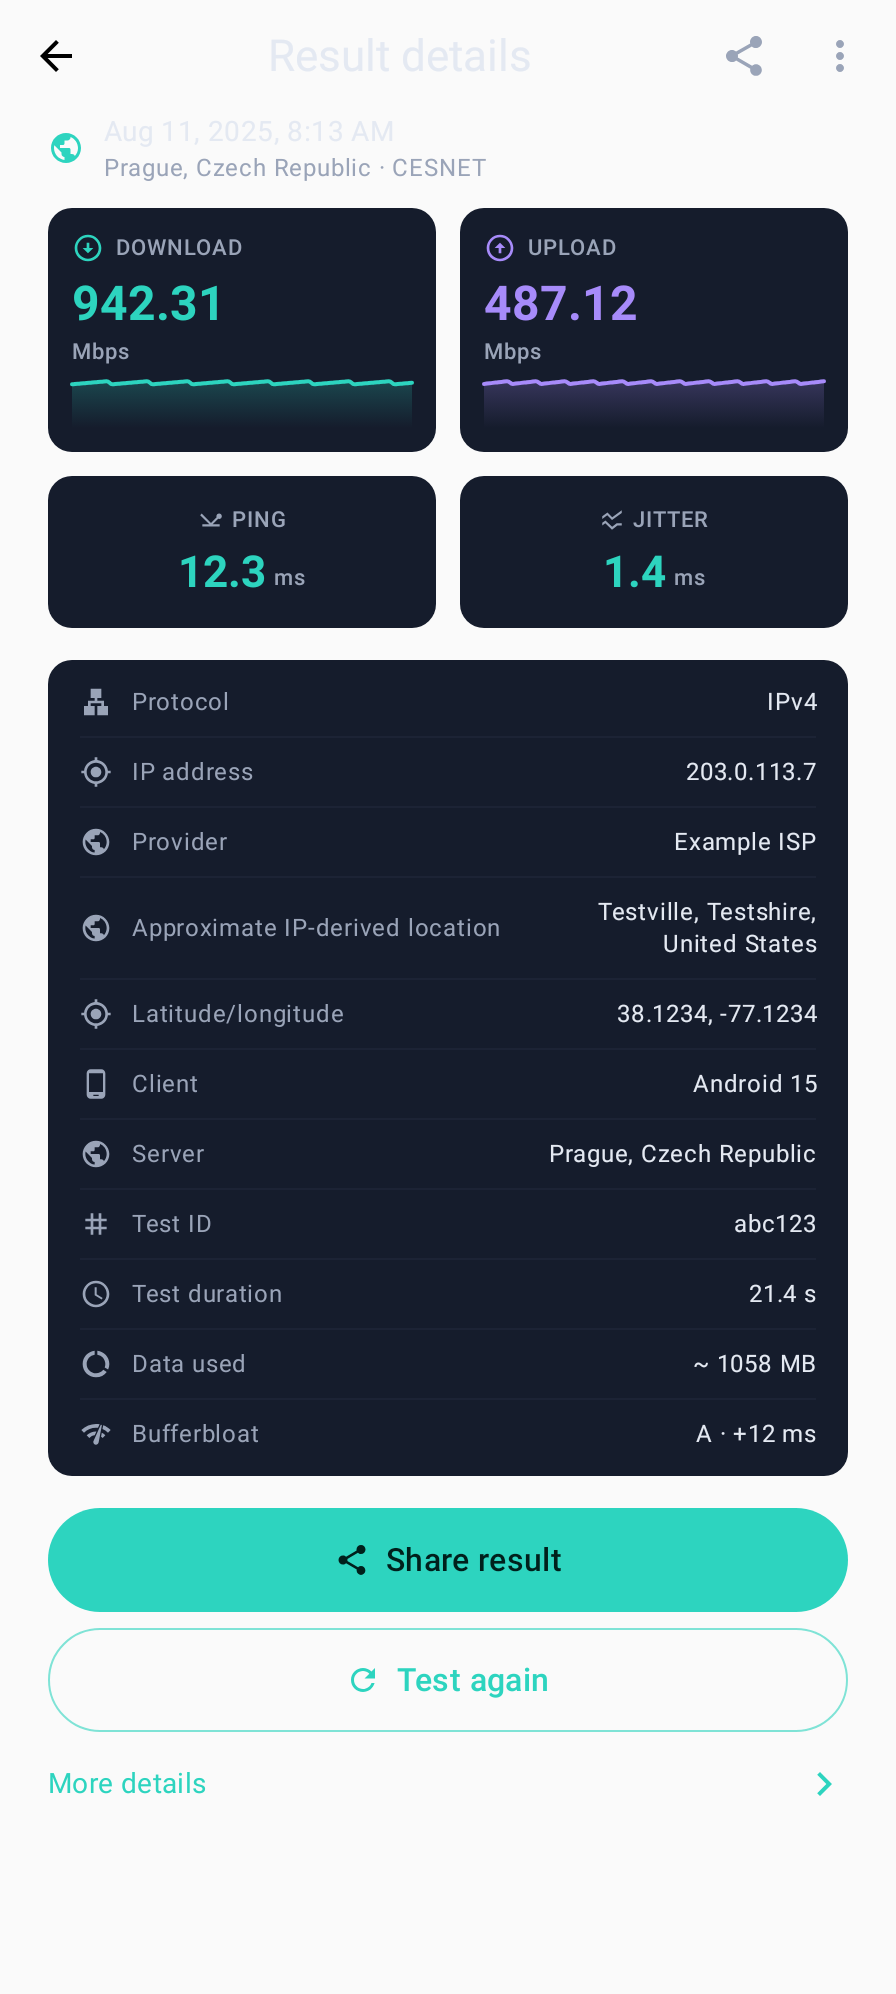 Result details
Aug 11, 2025, 8:13 AM
Prague, Czech Republic · CESNET
DOWNLOAD
942.31
Mbps
UPLOAD
487.12
Mbps
PING
12.3 ms
JITTER
1.4 ms
Protocol IPv4
IP address 203.0.113.7
Provider Example ISP
Approximate IP-derived location Testville, Testshire,
United States
Latitude/longitude 38.1234, -77.1234
Client Android 15
Server Prague, Czech Republic
Test ID abc123
Test duration 21.4 s
Data used ~ 1058 MB
Bufferbloat A · +12 ms
Share result
Test again
More details